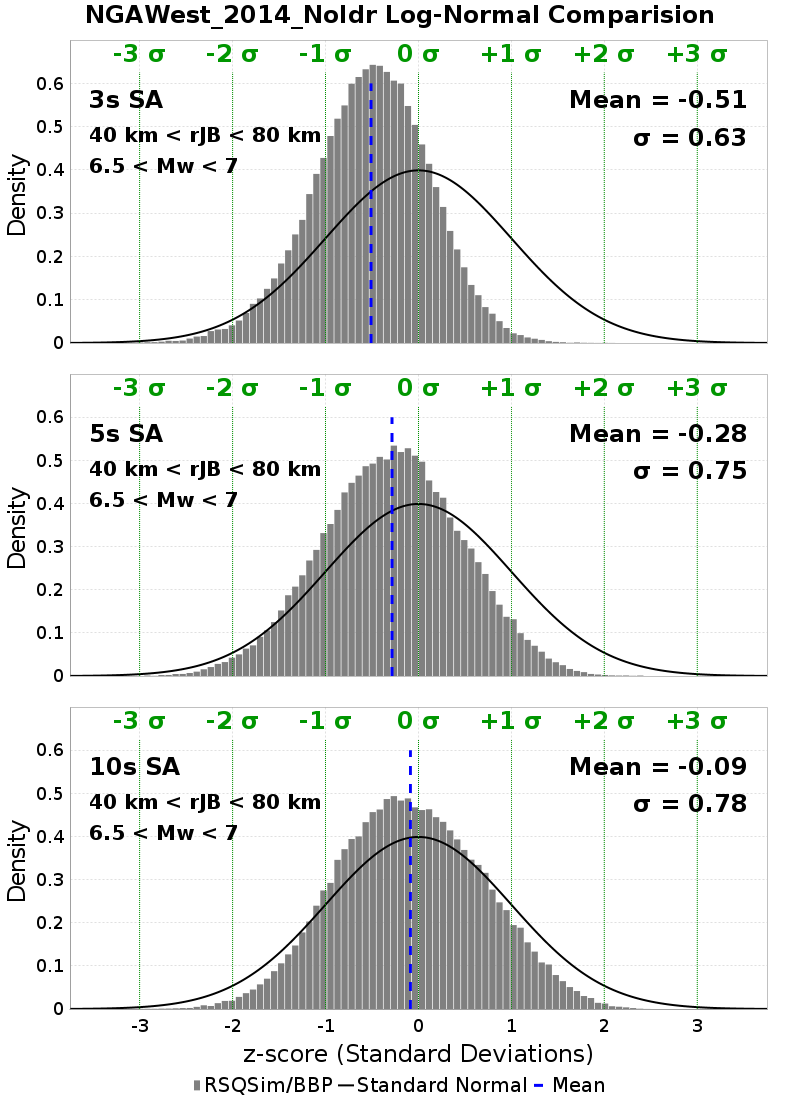 NGAWest_2014_NoIdr Log-Normal Comparision
-3 σ -2 σ -1 σ 0 σ +1 σ +2 σ +3 σ
3s SA
Mean = -0.51
40 km < rJB < 80 km
σ = 0.63
6.5 < Mw < 7
0.6
0.5
0.4
0.3
0.2
0.1
0
Density
-3 σ -2 σ -1 σ 0 σ +1 σ +2 σ +3 σ
5s SA
Mean = -0.28
40 km < rJB < 80 km
σ = 0.75
6.5 < Mw < 7
0.6
0.5
0.4
0.3
0.2
0.1
0
Density
-3 σ -2 σ -1 σ 0 σ +1 σ +2 σ +3 σ
10s SA
Mean = -0.09
40 km < rJB < 80 km
σ = 0.78
6.5 < Mw < 7
0.6
0.5
0.4
0.3
0.2
0.1
0
Density
-3 -2 -1 0 1 2 3
z-score (Standard Deviations)
RSQSim/BBP Standard Normal Mean